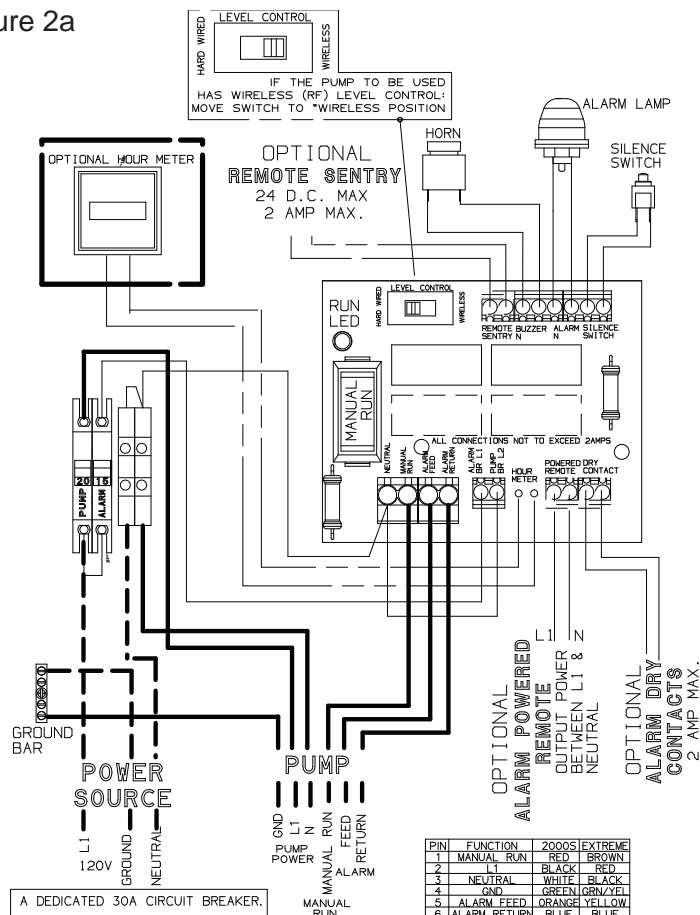 ure 2a
LEVEL CONTROL
HARD WIRED
WIRELESS
IF THE PUMP TO BE USED
HAS WIRELESS (RF) LEVEL CONTROL:
MOVE SWITCH TO "WIRELESS POSITION
ALARM LAMP
HORN
SILENCE
SWITCH
OPTIONAL HOUR METER
OPTIONAL
REMOTE SENTRY
24 D.C. MAX
2 AMP MAX.
RUN
LED
LEVEL CONTROL
HARD WIRED
WIRELESS
REMOTE BUZZER ALARM SILENCE
SENTRY N N SWITCH
MANUAL
RUN
ALL CONNECTIONS NOT TO EXCEED 2AMPS
NEUTRAL
MANUAL
RUN
ALARM
FEED
ALARM
RETURN
ALARM
BR L1
PUMP
BR L2
HOUR
METER
POWERED DRY
REMOTE CONTACT
20 15
PUMP
ALARM
GROUND
BAR
POWER
SOURCE
L1
120V
GROUND
NEUTRAL
PUMP
GND
L1
N
PUMP
POWER
MANUAL RUN
FEED
RETURN
ALARM
MANUAL
RUN
OPTIONAL
ALARM POWERED
REMOTE
OUTPUT POWER
BETWEEN L1 &
NEUTRAL
L1 N
OPTIONAL
ALARM DRY
CONTACTS
2 AMP MAX.
A DEDICATED 30A CIRCUIT BREAKER.
PIN FUNCTION 2000S EXTREME
1 MANUAL RUN RED BROWN
2 L1 BLACK RED
3 NEUTRAL WHITE BLACK
4 GND GREEN GRN/YEL
5 ALARM FEED ORANGE YELLOW
6 ALARM RETURN BLUE BLUE